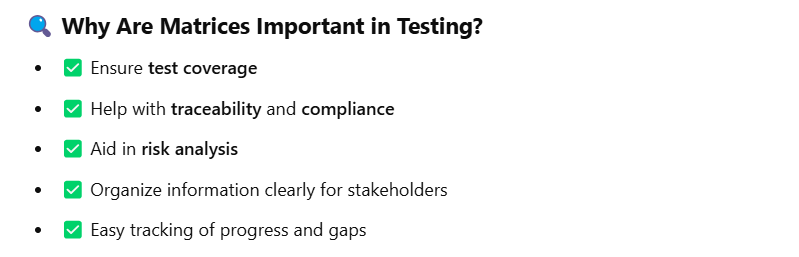 🔍 Why Are Matrices Important in Testing?
• ✅ Ensure test coverage
• ✅ Help with traceability and compliance
• ✅ Aid in risk analysis
• ✅ Organize information clearly for stakeholders
• ✅ Easy tracking of progress and gaps